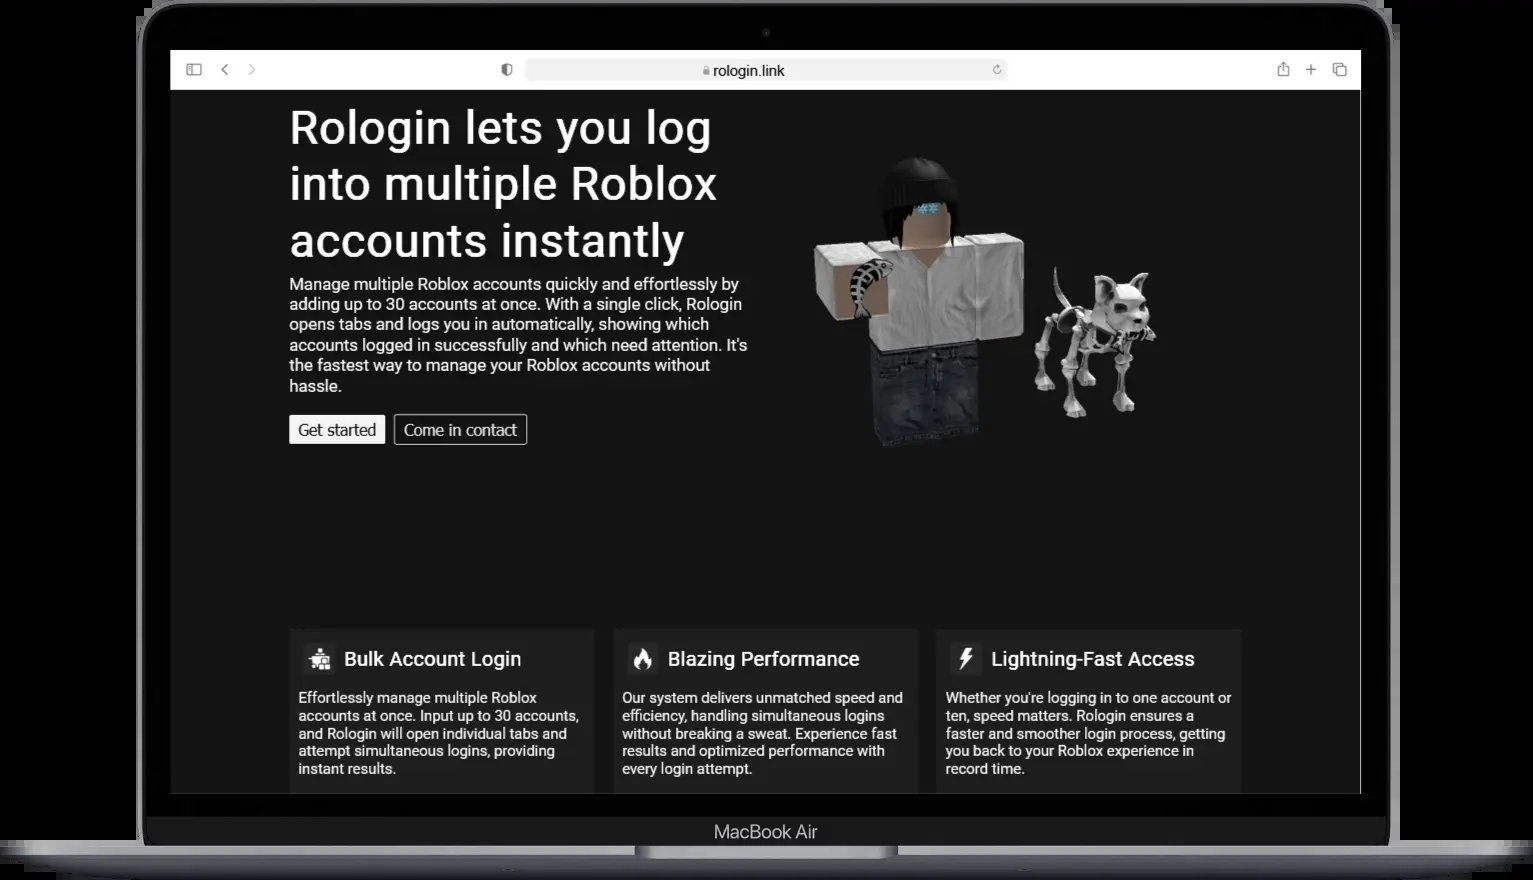 rologin.link
Rologin lets you log
into multiple Roblox
accounts instantly
Manage multiple Roblox accounts quickly and effortlessly by
adding up to 30 accounts at once. With a single click, Rologin
opens tabs and logs you in automatically, showing which
accounts logged in successfully and which need attention. It's
the fastest way to manage your Roblox accounts without
hassle.
Get started
Come in contact
Bulk Account Login
Effortlessly manage multiple Roblox
accounts at once. Input up to 30 accounts,
and Rologin will open individual tabs and
attempt simultaneous logins, providing
instant results.
Blazing Performance
Our system delivers unmatched speed and
efficiency, handling simultaneous logins
without breaking a sweat. Experience fast
results and optimized performance with
every login attempt.
Lightning-Fast Access
Whether you're logging in to one account or
ten, speed matters. Rologin ensures a
faster and smoother login process, getting
you back to your Roblox experience in
record time.
MacBook Air